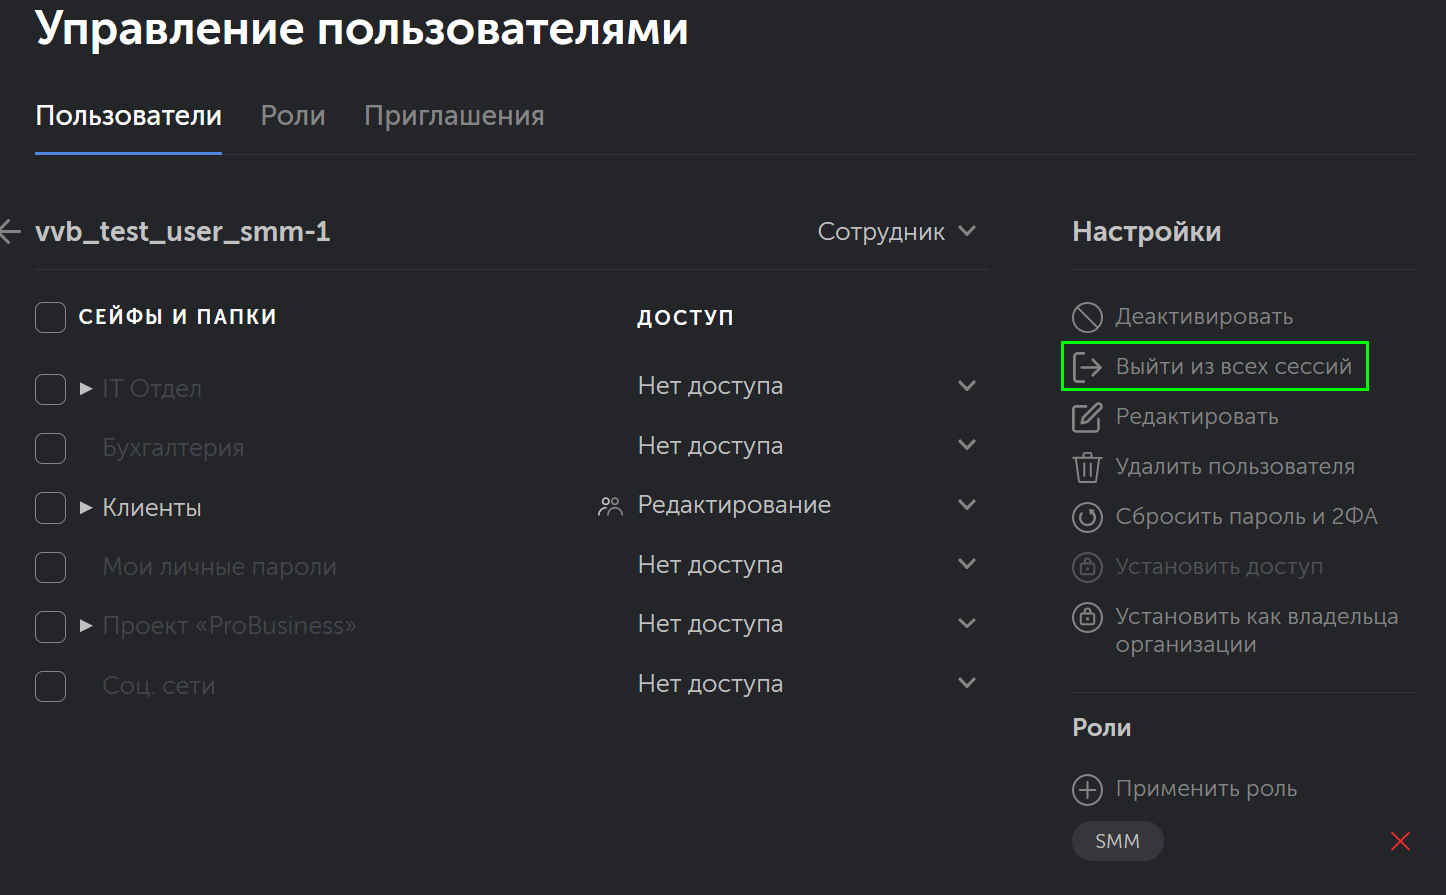 Управление пользователями
Пользователи Роли Приглашения
vvb_test_user_smm-1 Сотрудник
СЕЙФЫ И ПАПКИ ДОСТУП
IT Отдел Нет доступа
Бухгалтерия Нет доступа
Клиенты Редактирование
Мои личные пароли Нет доступа
Проект «ProBusiness» Нет доступа
Соц. сети Нет доступа
Настройки
Деактивировать
Выйти из всех сессий
Редактировать
Удалить пользователя
Сбросить пароль и 2ФА
Установить доступ
Установить как владельца
организации
Роли
Применить роль
SMM